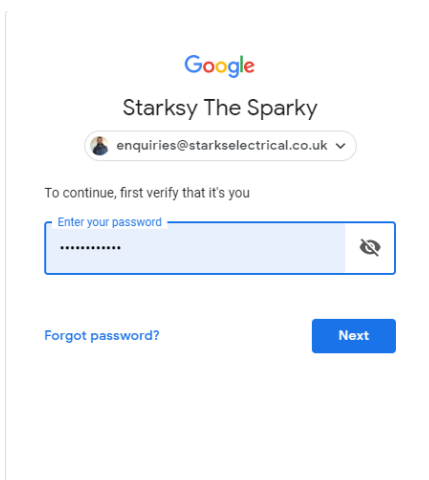 Google
Starksy The Sparky
enquiries@starkselectrical.co.uk
To continue, first verify that it's you
Enter your password
••••••••••••
Forgot password?
Next